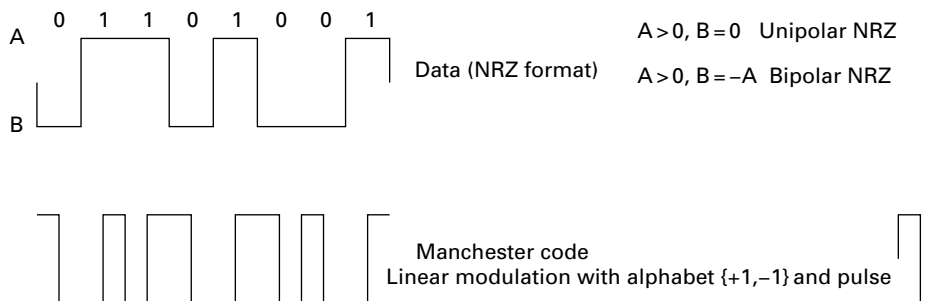 0 1 1 0 1 0 0 1
A
A > 0, B = 0 Unipolar NRZ
Data (NRZ format)
A > 0, B = −A Bipolar NRZ
B
Manchester code
Linear modulation with alphabet {+1,−1} and pulse